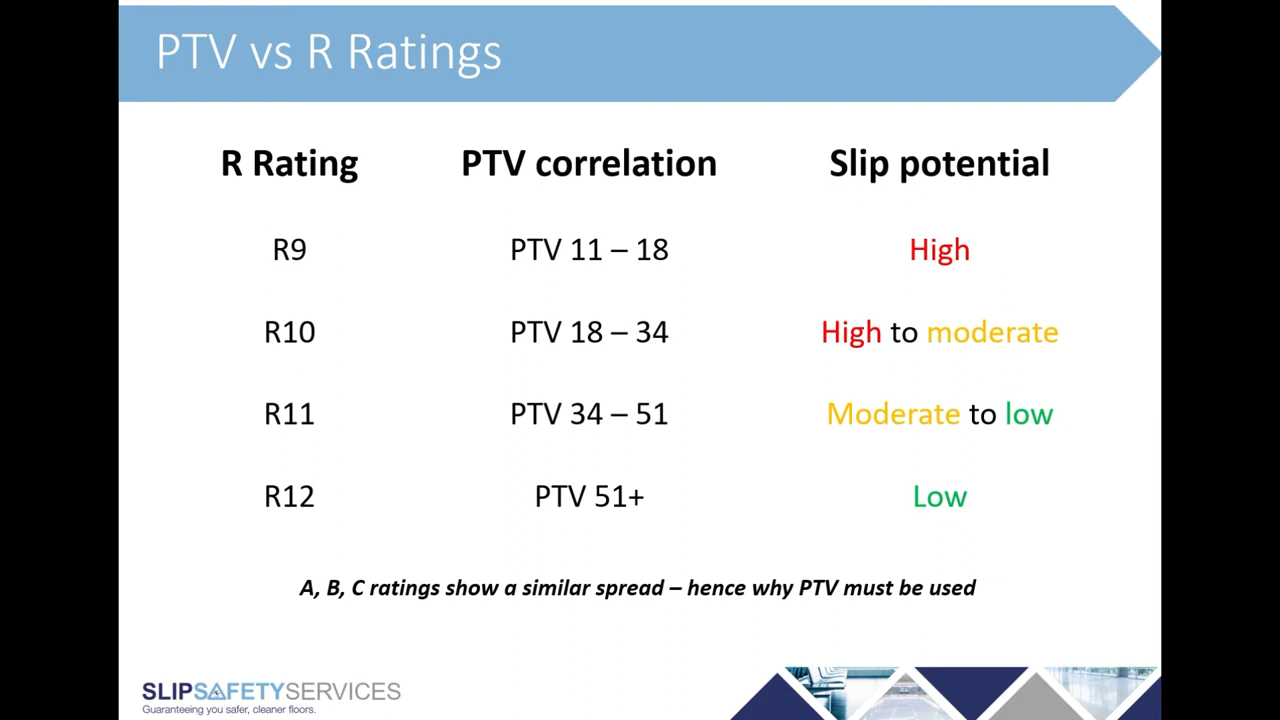 PTV vs R Ratings
R Rating PTV correlation Slip potential
R9 PTV 11 – 18 High
R10 PTV 18 – 34 High to moderate
R11 PTV 34 – 51 Moderate to low
R12 PTV 51+ Low
A, B, C ratings show a similar spread – hence why PTV must be used
SLIPSAFETYSERVICES
Guaranteeing you safer, cleaner floors.